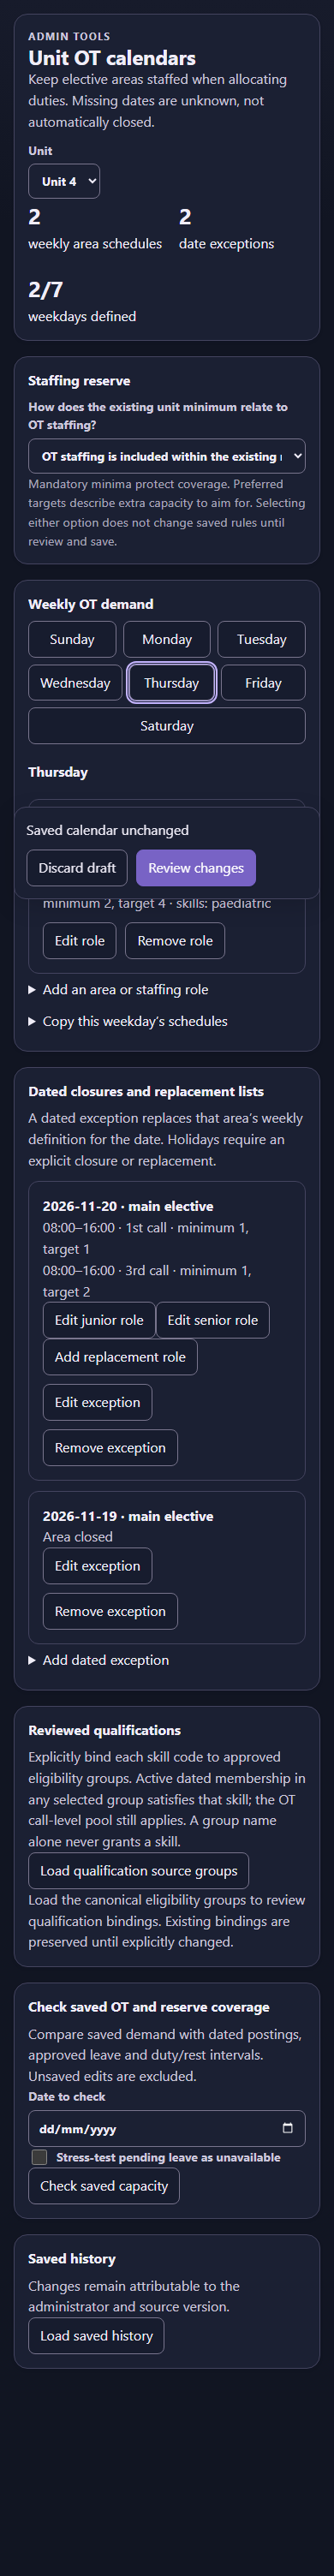 ADMIN TOOLS
Unit OT calendars
Keep elective areas staffed when allocating
duties. Missing dates are unknown, not
automatically closed.
Unit
Unit 4
2
weekly area schedules
2
date exceptions
2/7
weekdays defined
Staffing reserve
How does the existing unit minimum relate to
OT staffing?
OT staffing is included within the existing
Mandatory minima protect coverage. Preferred
targets describe extra capacity to aim for. Selecting
either option does not change saved rules until
review and save.
Weekly OT demand
Sunday
Monday
Tuesday
Wednesday
Thursday
Friday
Saturday
Thursday
Saved calendar unchanged
Discard draft
Review changes
minimum 2, target 4 · skills: paediatric
Edit role
Remove role
▶ Add an area or staffing role
▶ Copy this weekday's schedules
Dated closures and replacement lists
A dated exception replaces that area's weekly
definition for the date. Holidays require an
explicit closure or replacement.
2026-11-20 · main elective
08:00–16:00 · 1st call · minimum 1,
target 1
08:00–16:00 · 3rd call · minimum 1,
target 2
Edit junior role
Edit senior role
Add replacement role
Edit exception
Remove exception
2026-11-19 · main elective
Area closed
Edit exception
Remove exception
▶ Add dated exception
Reviewed qualifications
Explicitly bind each skill code to approved
eligibility groups. Active dated membership in
any selected group satisfies that skill; the OT
call-level pool still applies. A group name
alone never grants a skill.
Load qualification source groups
Load the canonical eligibility groups to review
qualification bindings. Existing bindings are
preserved until explicitly changed.
Check saved OT and reserve coverage
Compare saved demand with dated postings,
approved leave and duty/rest intervals.
Unsaved edits are excluded.
Date to check
dd/mm/yyyy
Stress-test pending leave as unavailable
Check saved capacity
Saved history
Changes remain attributable to the
administrator and source version.
Load saved history